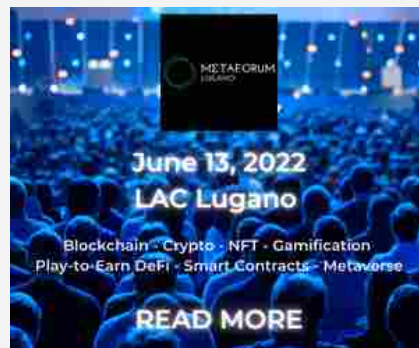 METAFORUM
LUGANO
June 13, 2022
LAC Lugano
Blockchain - Crypto - NFT - Gamification
Play-to-Earn DeFi - Smart Contracts - Metaverse
READ MORE